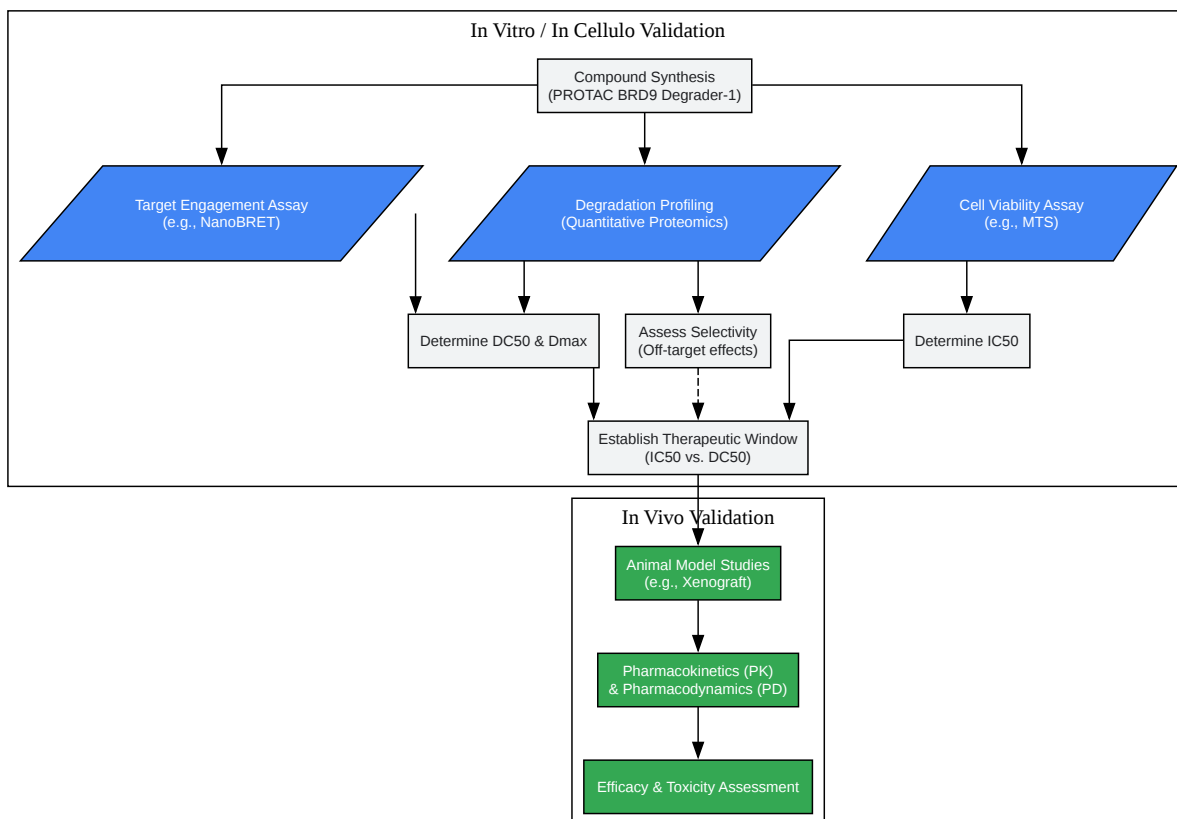 In Vitro / In Cellulo Validation
Compound Synthesis
(PROTAC BRD9 Degrader-1)
Target Engagement Assay
(e.g., NanoBRET)
Degradation Profiling
(Quantitative Proteomics)
Cell Viability Assay
(e.g., MTS)
Determine DC50 & Dmax
Assess Selectivity
(Off-target effects)
Determine IC50
Establish Therapeutic Window
(IC50 vs. DC50)
In Vivo Validation
Animal Model Studies
(e.g., Xenograft)
Pharmacokinetics (PK)
& Pharmacodynamics (PD)
Efficacy & Toxicity Assessment